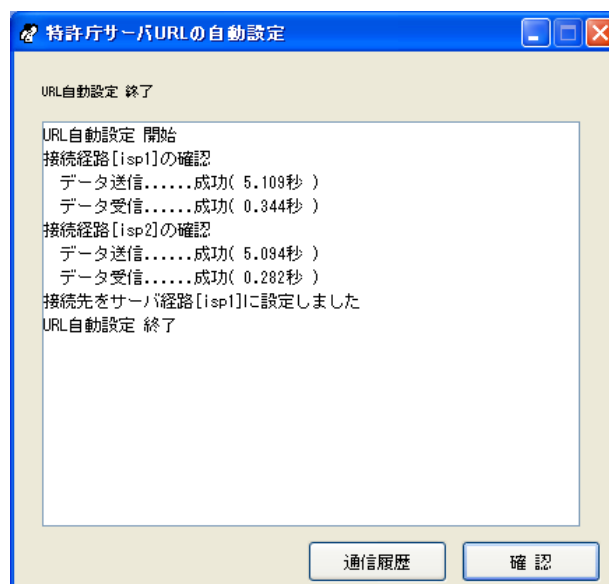 特許庁サーバURLの自動設定
URL自動設定 終了
URL自動設定 開始
接続経路[isp1]の確認
データ送信......成功( 5.109秒 )
データ受信......成功( 0.344秒 )
接続経路[isp2]の確認
データ送信......成功( 5.094秒 )
データ受信......成功( 0.282秒 )
接続先をサーバ経路[isp1]に設定しました
URL自動設定 終了
通信履歴
確 認